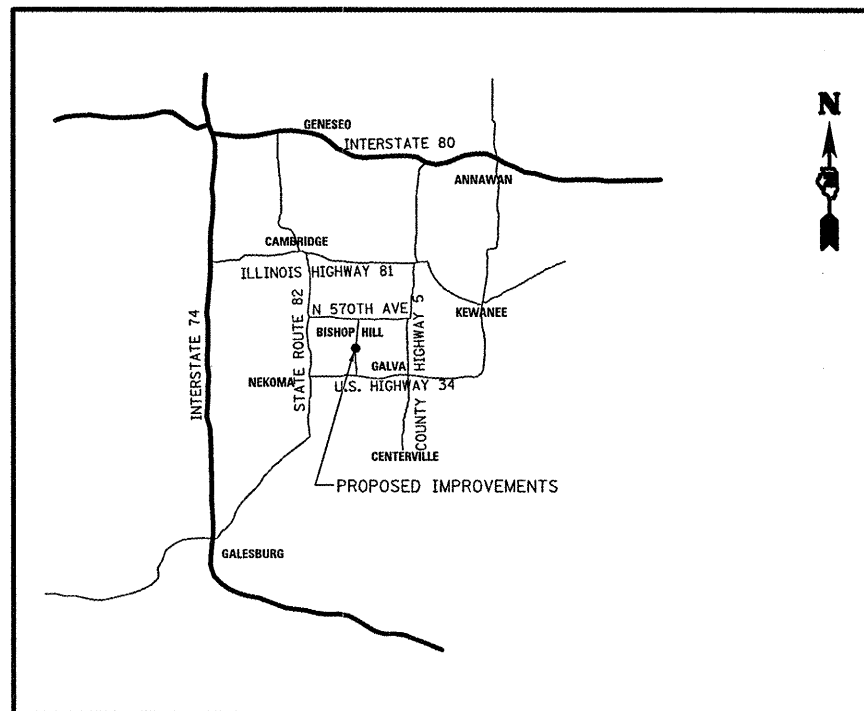 N
GENESEO
INTERSTATE 80
ANNAWAN
CAMBRIDGE
ILLINOIS HIGHWAY 81
INTERSTATE 74
STATE ROUTE 82
N 570TH AVE
COUNTY HIGHWAY 5
KEWANEE
BISHOP HILL
GALVA
NEKOMA
U.S. HIGHWAY 34
CENTERVILLE
PROPOSED IMPROVEMENTS
GALESBURG